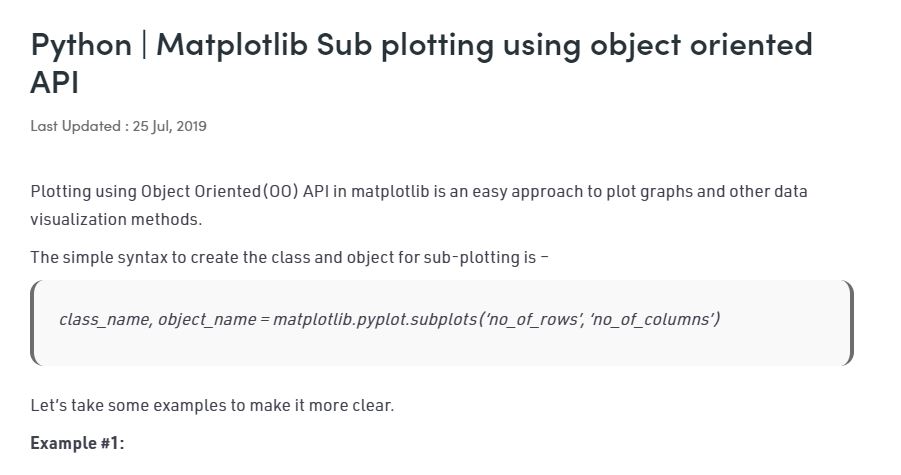 Python | Matplotlib Sub plotting using object oriented
API
Last Updated : 25 Jul, 2019
Plotting using Object Oriented(OO) API in matplotlib is an easy approach to plot graphs and other data
visualization methods.
The simple syntax to create the class and object for sub-plotting is –
class_name, object_name = matplotlib.pyplot.subplots(‘no_of_rows’, ‘no_of_columns’)
Let’s take some examples to make it more clear.
Example #1: